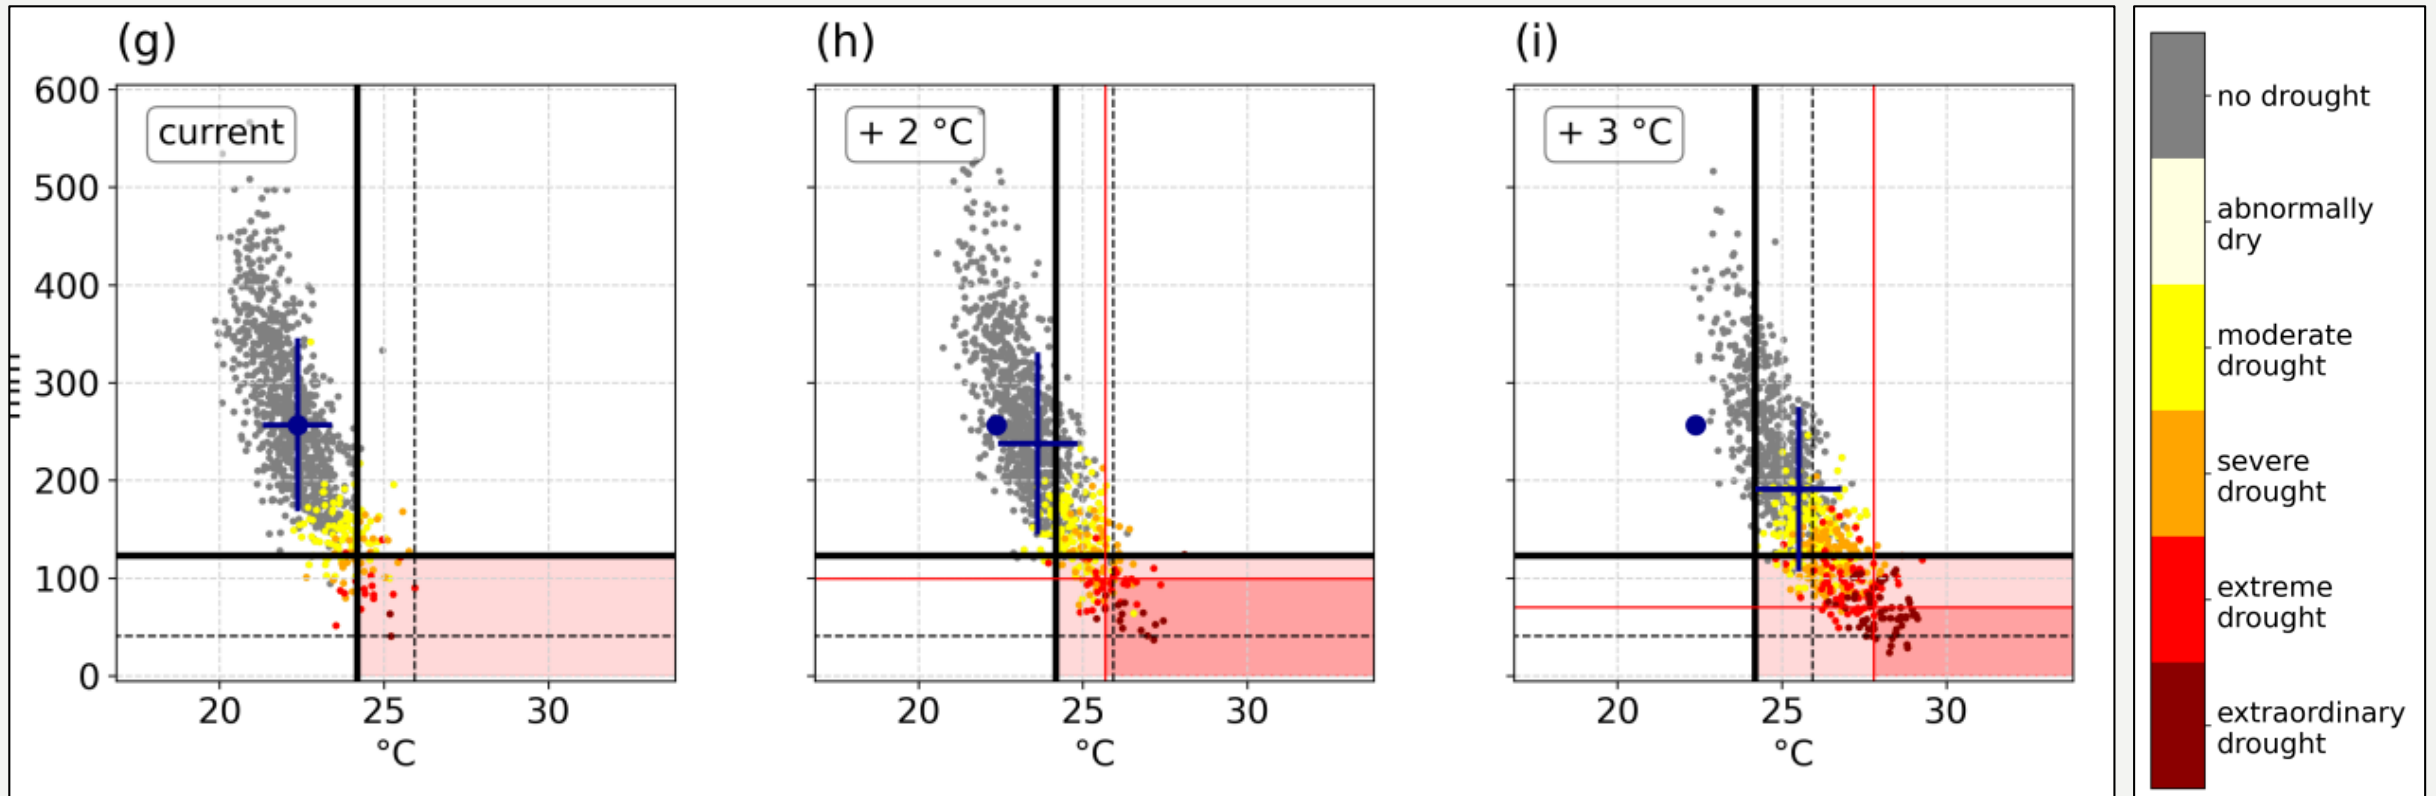 (g) (h) (i)
current + 2 °C + 3 °C
600
500
400
300
200
100
0
20 25 30 20 25 30 20 25 30
°C °C °C
no drought
abnormally
dry
moderate
drought
severe
drought
extreme
drought
extraordinary
drought